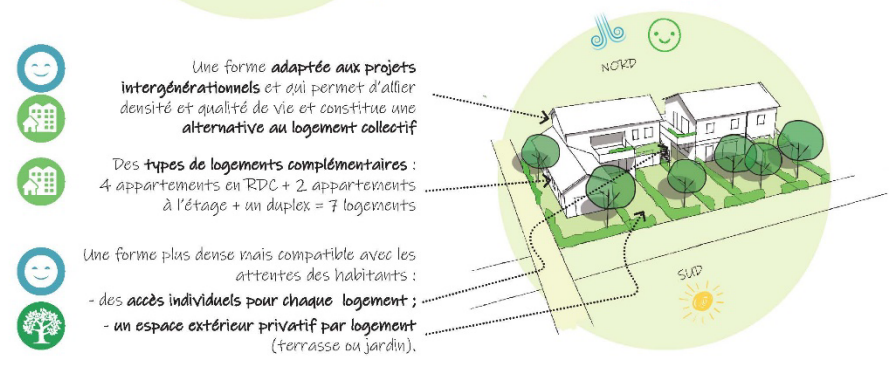 Une forme adaptée aux projets
intergénérationnels et qui permet d'allier
densité et qualité de vie et constitue une
alternative au logement collectif
Des types de logements complémentaires :
4 appartements en RDC + 2 appartements
à l'étage + un duplex = 7 logements
Une forme plus dense mais compatible avec les
attentes des habitants :
- des accès individuels pour chaque logement ;
- un espace extérieur privatif par logement
(terrasse ou jardin).
NORD
SUD